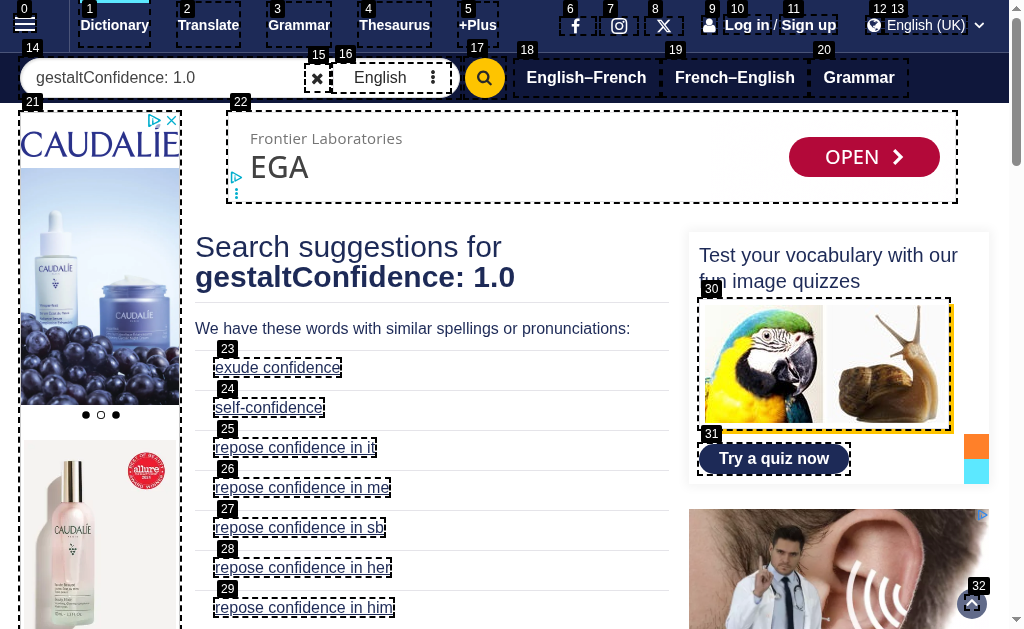 0 1 2 3 4 5 6 7 8 9 10 11 12 13
Dictionary Translate Grammar Thesaurus +Plus Log in / Sign up English (UK)
14 15 16 17 18 19 20
gestaltConfidence: 1.0 English English–French French–English Grammar
21 22
CAUDALIE
Frontier Laboratories
EGA
OPEN
CAUDALIE
CAUDALIE
allure
CAUDALIE
Search suggestions for
gestaltConfidence: 1.0
We have these words with similar spellings or pronunciations:
23
exude confidence
24
self-confidence
25
repose confidence in it
26
repose confidence in me
27
repose confidence in sb
28
repose confidence in her
29
repose confidence in him
Test your vocabulary with our
fun image quizzes
30
31
Try a quiz now
32